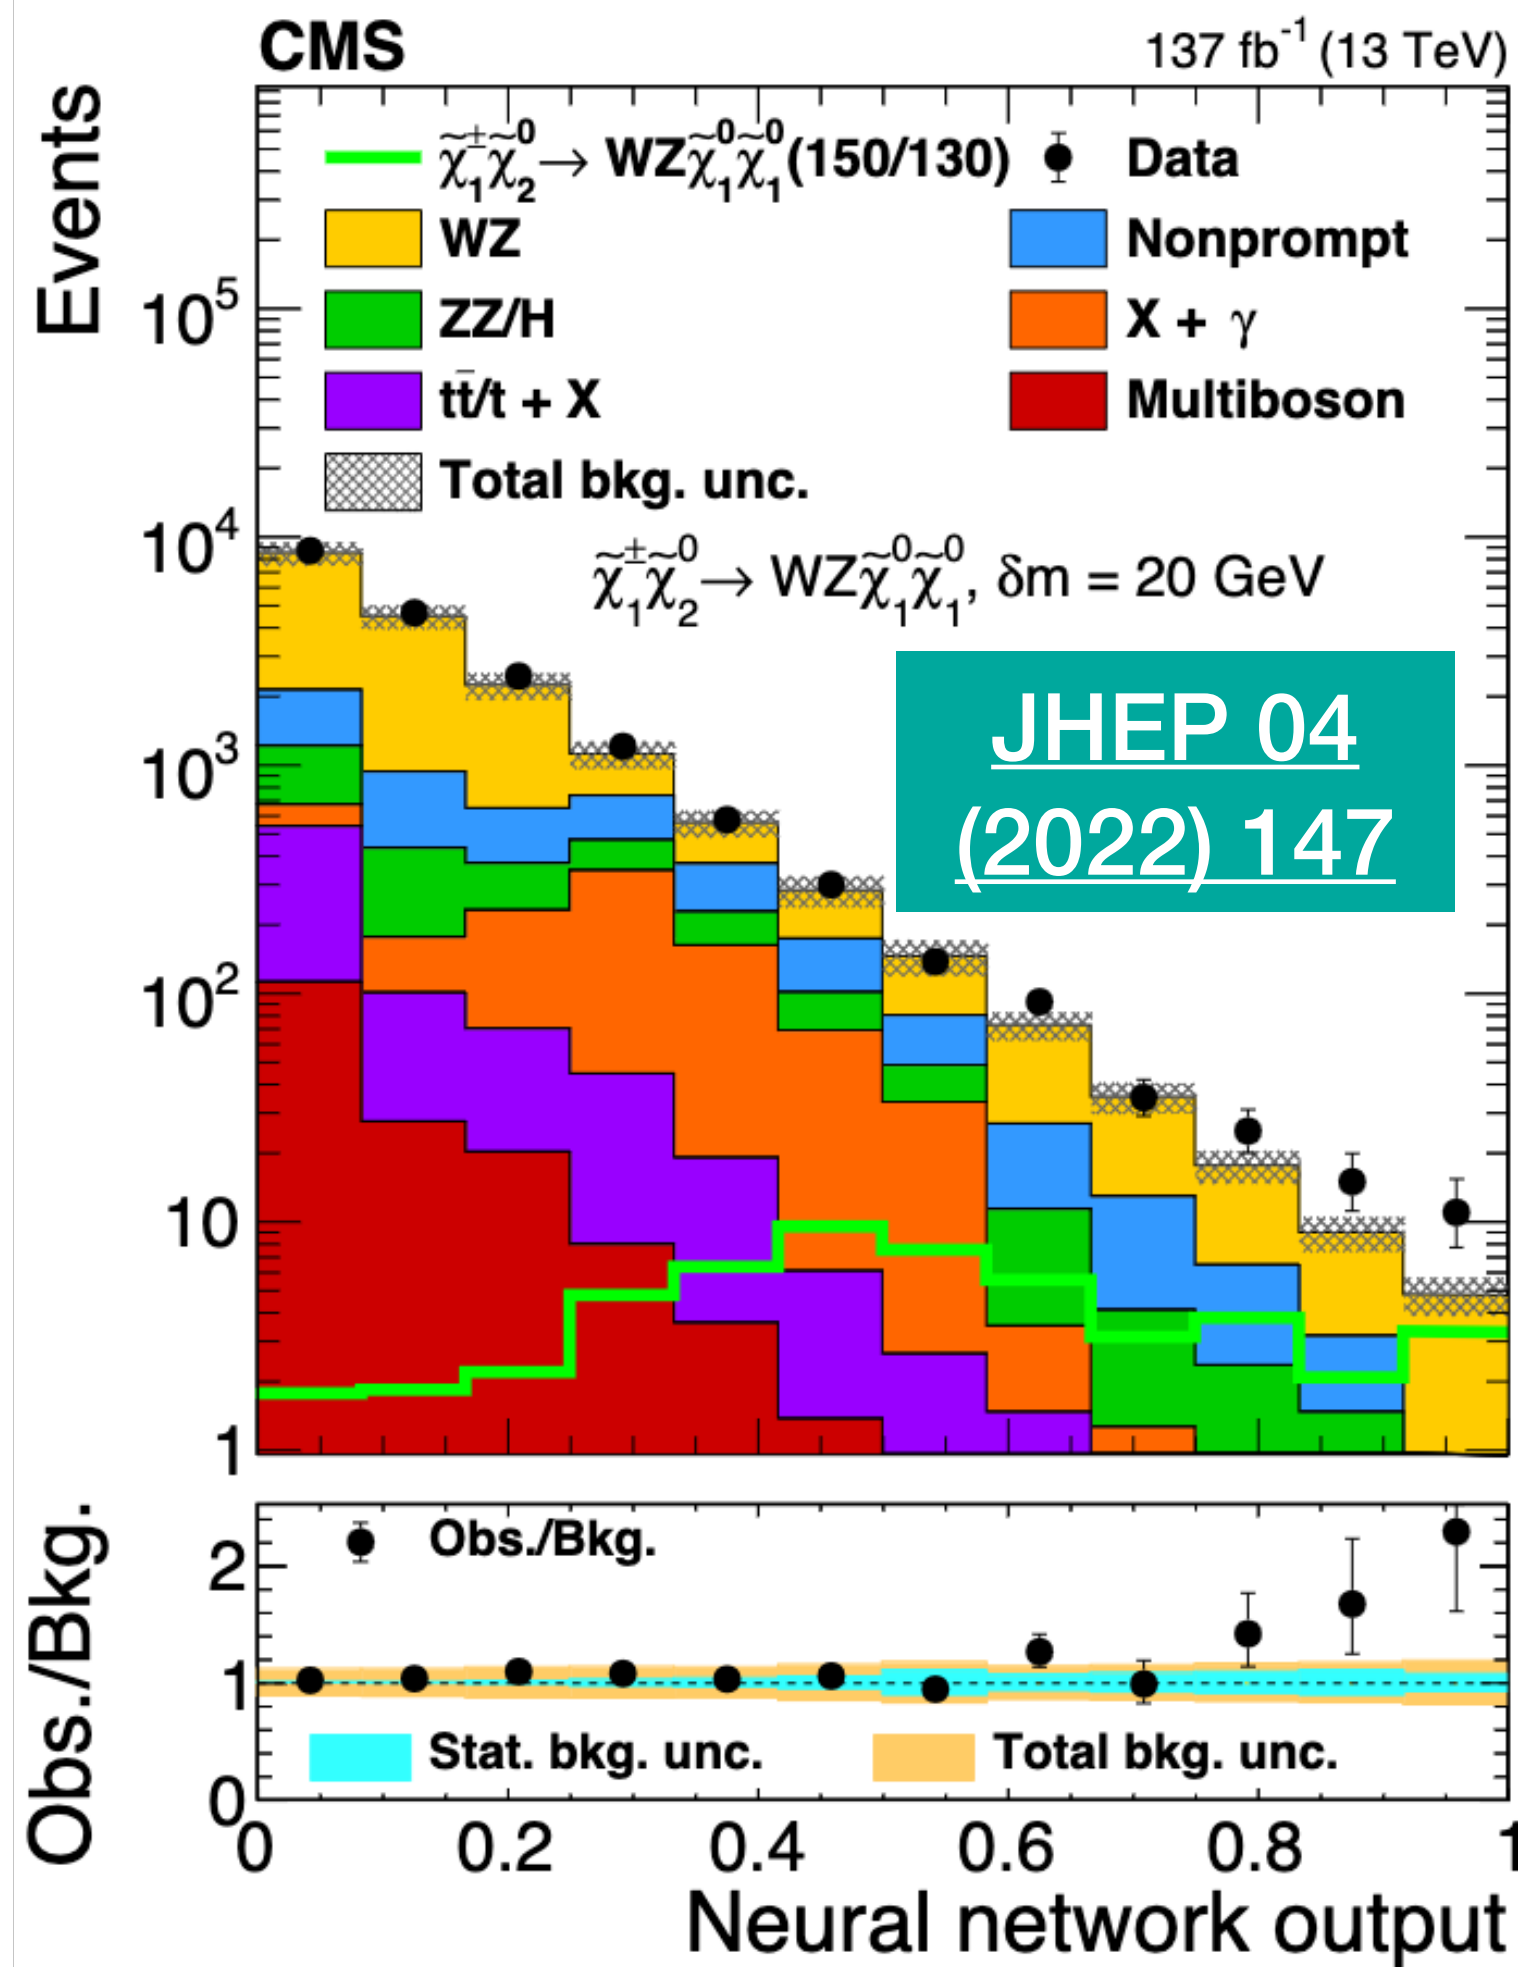 CMS
137 fb⁻¹ (13 TeV)
Events
χ̃₁±χ̃₂⁰→ WZχ̃₁⁰χ̃₁⁰(150/130)
Data
WZ
Nonprompt
ZZ/H
X + γ
tt̄/t + X
Multiboson
Total bkg. unc.
χ̃₁±χ̃₂⁰→ WZχ̃₁⁰χ̃₁⁰, δm = 20 GeV
JHEP 04
(2022) 147
10⁵
10⁴
10³
10²
10
1
Obs./Bkg.
Obs./Bkg.
2
1
0
Stat. bkg. unc.
Total bkg. unc.
0 0.2 0.4 0.6 0.8 1
Neural network output